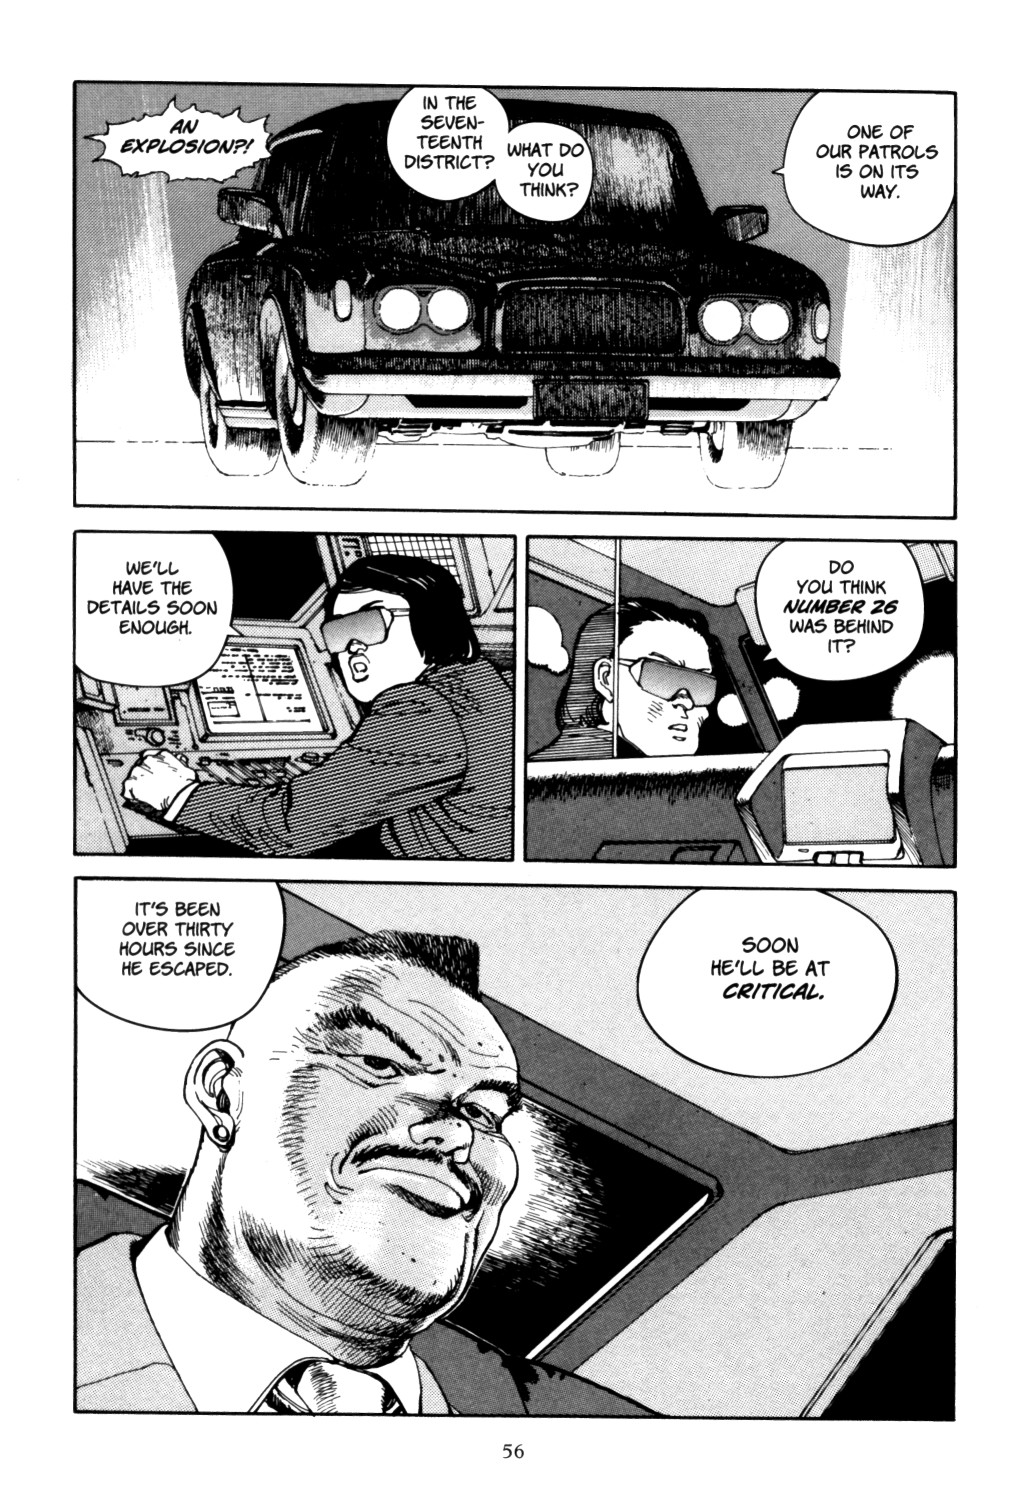 AN
EXPLOSION?!
IN THE
SEVEN-
TEENTH
DISTRICT?
WHAT DO
YOU
THINK?
ONE OF
OUR PATROLS
IS ON ITS
WAY.
WE'LL
HAVE THE
DETAILS SOON
ENOUGH.
DO
YOU THINK
NUMBER 26
WAS BEHIND
IT?
IT'S BEEN
OVER THIRTY
HOURS SINCE
HE ESCAPED.
SOON
HE'LL BE AT
CRITICAL.
56